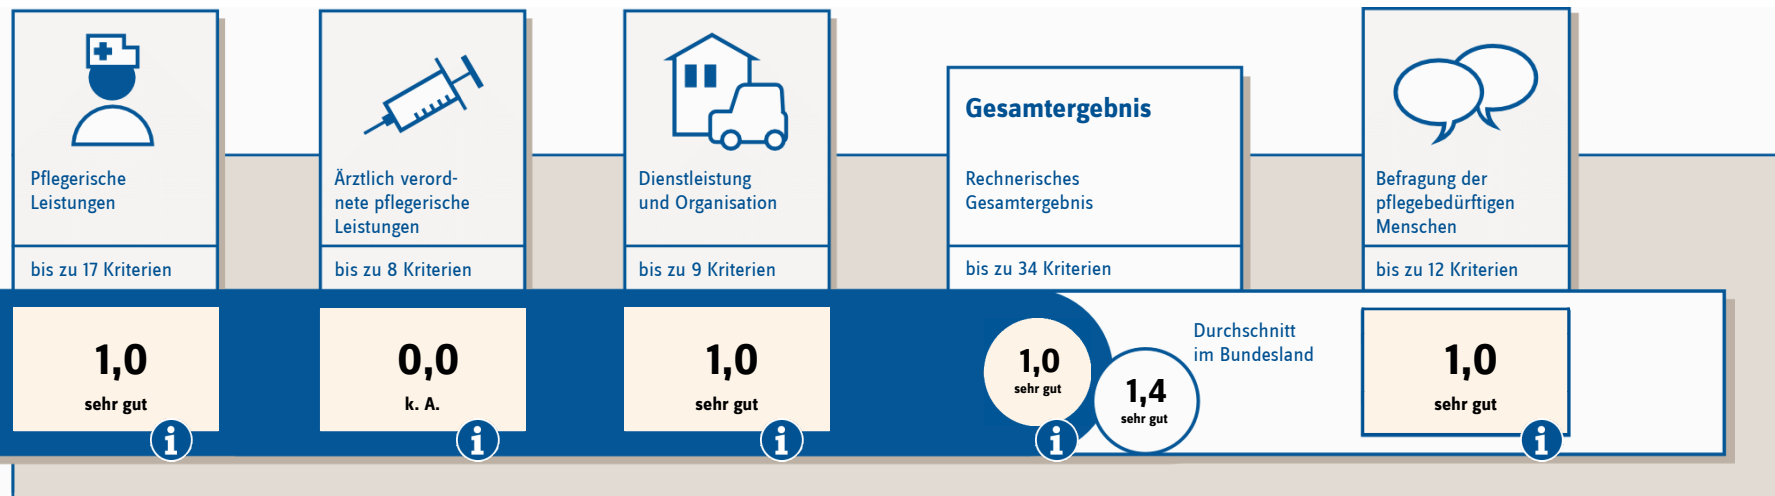 Pflegerische
Leistungen
bis zu 17 Kriterien
1,0
sehr gut
i
Ärztlich verord-
nete pflegerische
Leistungen
bis zu 8 Kriterien
0,0
k. A.
i
Dienstleistung
und Organisation
bis zu 9 Kriterien
1,0
sehr gut
i
Gesamtergebnis
Rechnerisches
Gesamtergebnis
bis zu 34 Kriterien
1,0
sehr gut
i
Durchschnitt
im Bundesland
1,4
sehr gut
Befragung der
pflegebedürftigen
Menschen
bis zu 12 Kriterien
1,0
sehr gut
i